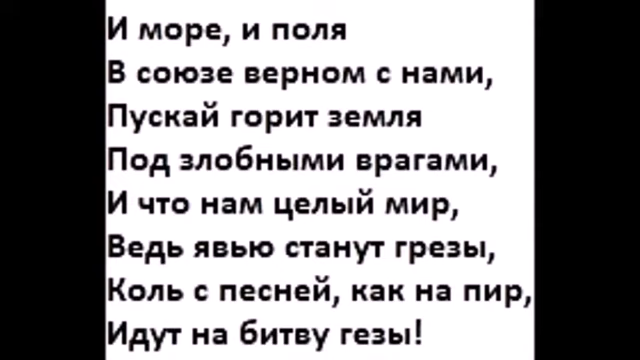 И море, и поля
В союзе верном с нами,
Пускай горит земля
Под злобными врагами,
И что нам целый мир,
Ведь явью станут грезы,
Коль с песней, как на пир,
Идут на битву гезы!